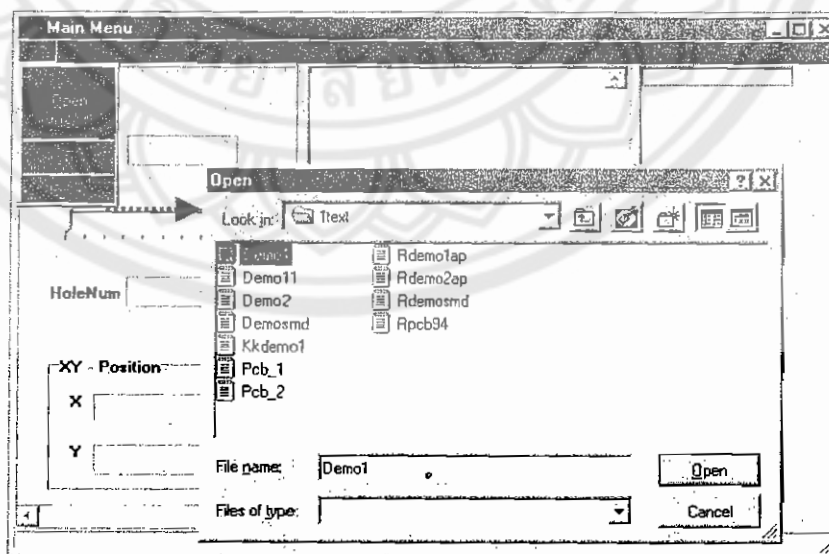 Main Menu
Open
Open
Look in: 1text
Demo1 Rdemo1ap
Demo11 Rdemo2ap
Demo2 Rdemosmd
Demosmd Rpcb94
Kkdemo1
Pcb_1
Pcb_2
HoleNum
XY - Position
X
Y
File name: Demo1 Open
Files of type: Cancel